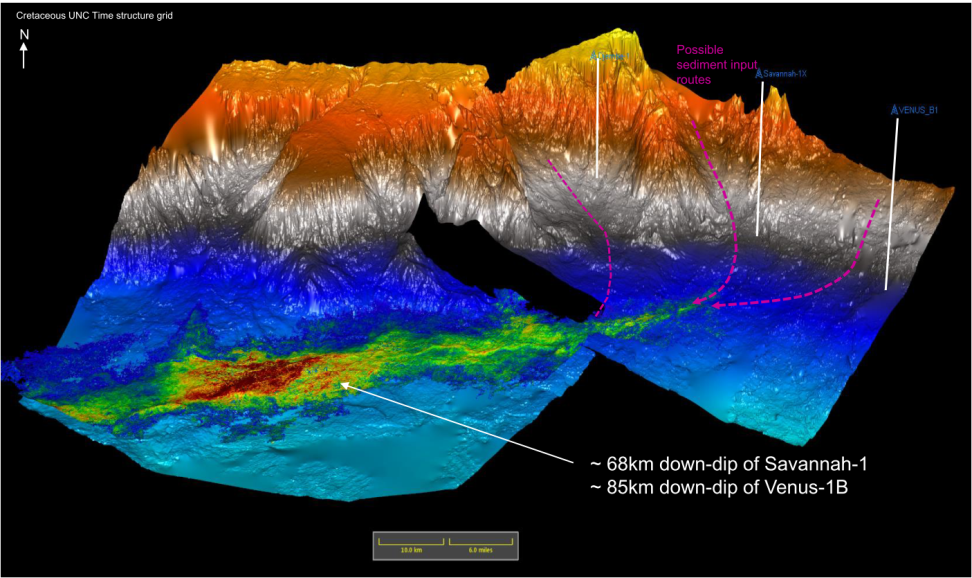 Cretaceous UNC Time structure grid
N
Possible
sediment input
routes
Savannah-1X
VENUS_B1
~ 68km down-dip of Savannah-1
~ 85km down-dip of Venus-1B
10.0 km
6.0 miles